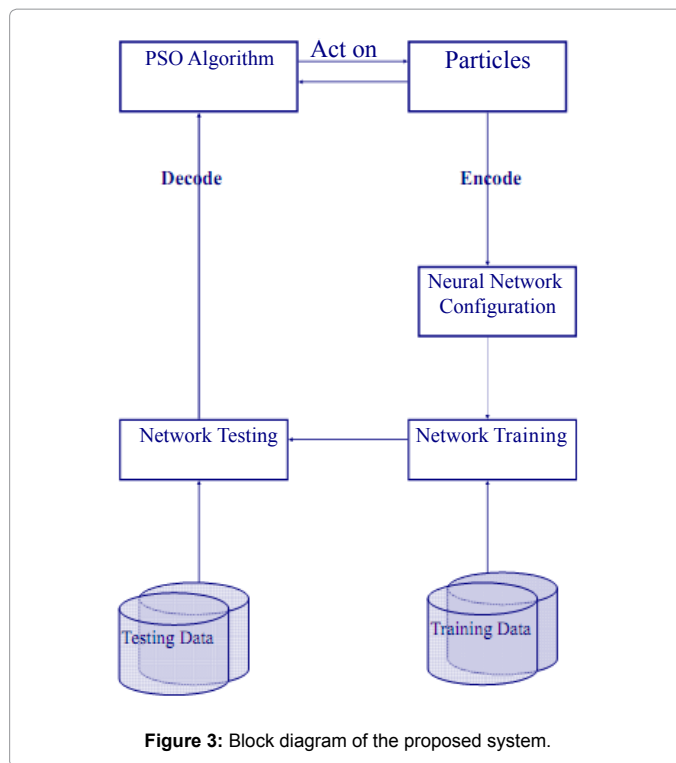 PSO Algorithm
Act on
Particles
Decode
Encode
Neural Network
Configuration
Network Testing
Network Training
Testing Data
Training Data
Figure 3: Block diagram of the proposed system.